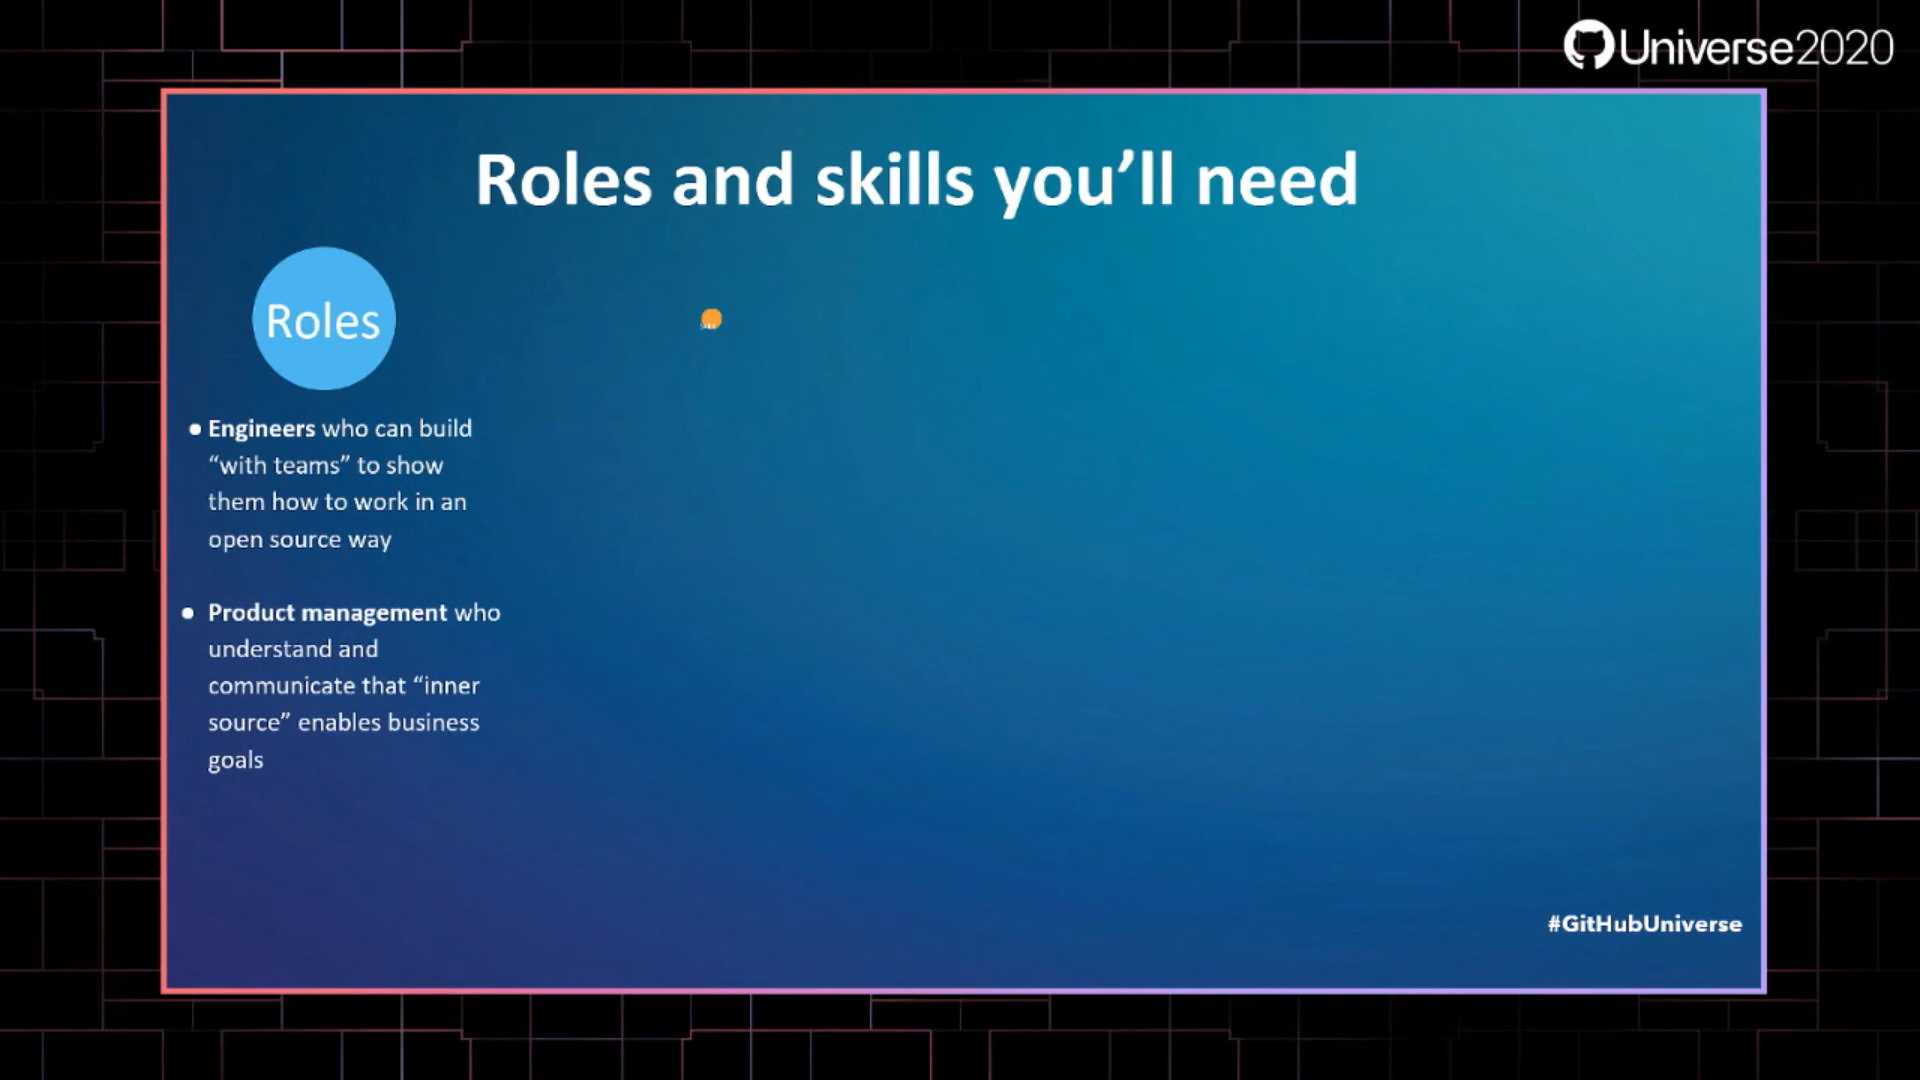 Universe2020
Roles and skills you’ll need
Roles
Engineers who can build
“with teams” to show
them how to work in an
open source way
Product management who
understand and
communicate that “inner
source” enables business
goals
#GitHubUniverse